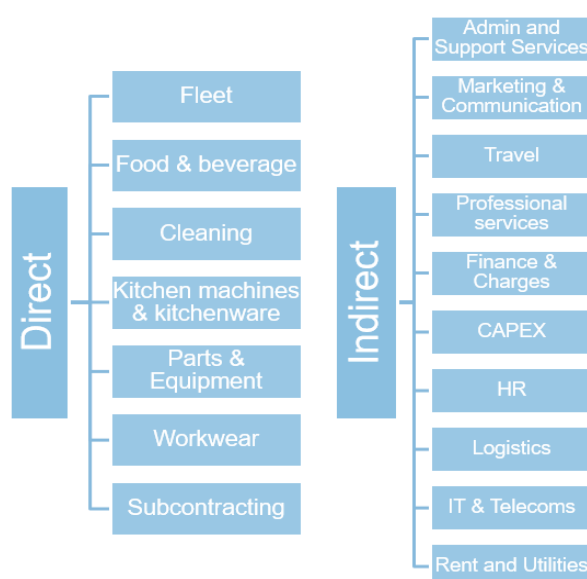 Direct
Fleet
Food & beverage
Cleaning
Kitchen machines
& kitchenware
Parts &
Equipment
Workwear
Subcontracting
Indirect
Admin and
Support Services
Marketing &
Communication
Travel
Professional
services
Finance &
Charges
CAPEX
HR
Logistics
IT & Telecoms
Rent and Utilities